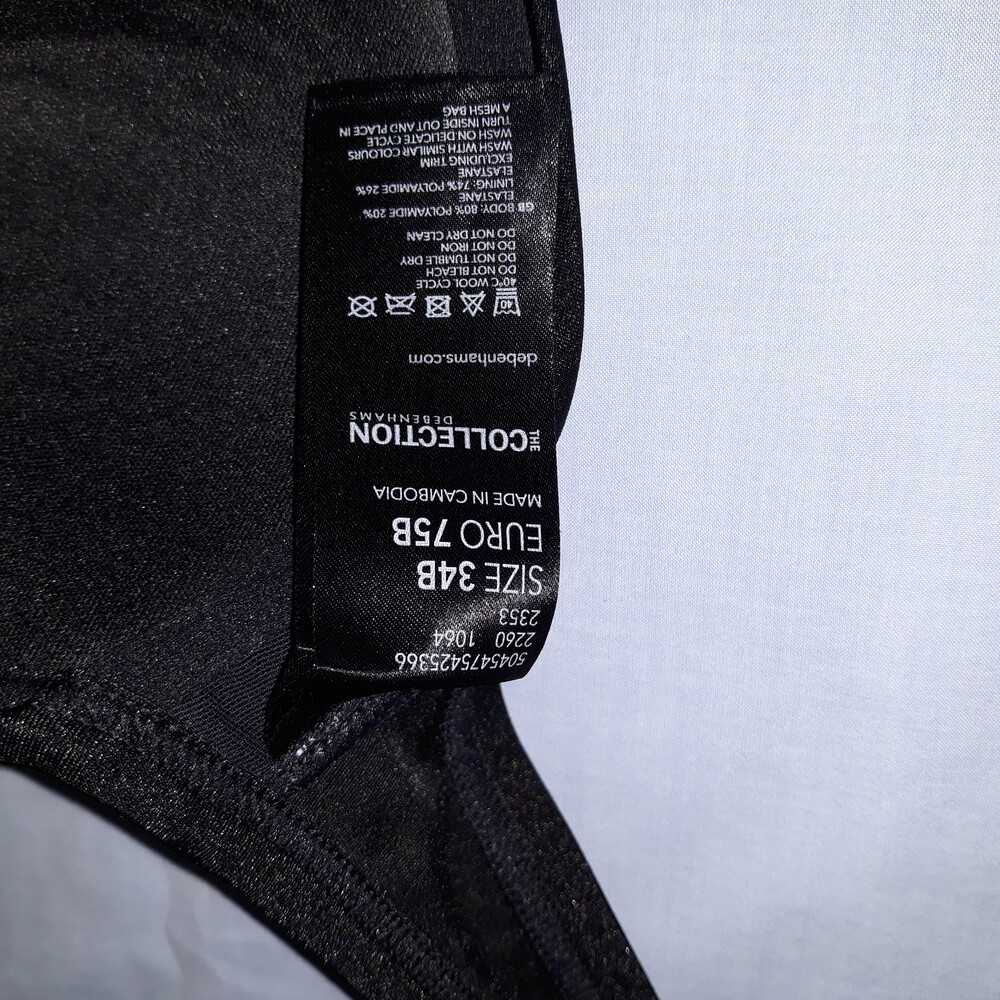 5045475425366
2260 1064
2353
SIZE 34B
EURO 75B
MADE IN CAMBODIA
THE COLLECTION
DEBENHAMS
debenhams.com
40
40°C WOOL CYCLE
DO NOT BLEACH
DO NOT TUMBLE DRY
DO NOT IRON
DO NOT DRY CLEAN
GB BODY: 80% POLYAMIDE 20%
ELASTANE
LINING: 74% POLYAMIDE 26%
ELASTANE
EXCLUDING TRIM
WASH WITH SIMILAR COLOURS
WASH ON DELICATE CYCLE
TURN INSIDE OUT AND PLACE IN
A MESH BAG